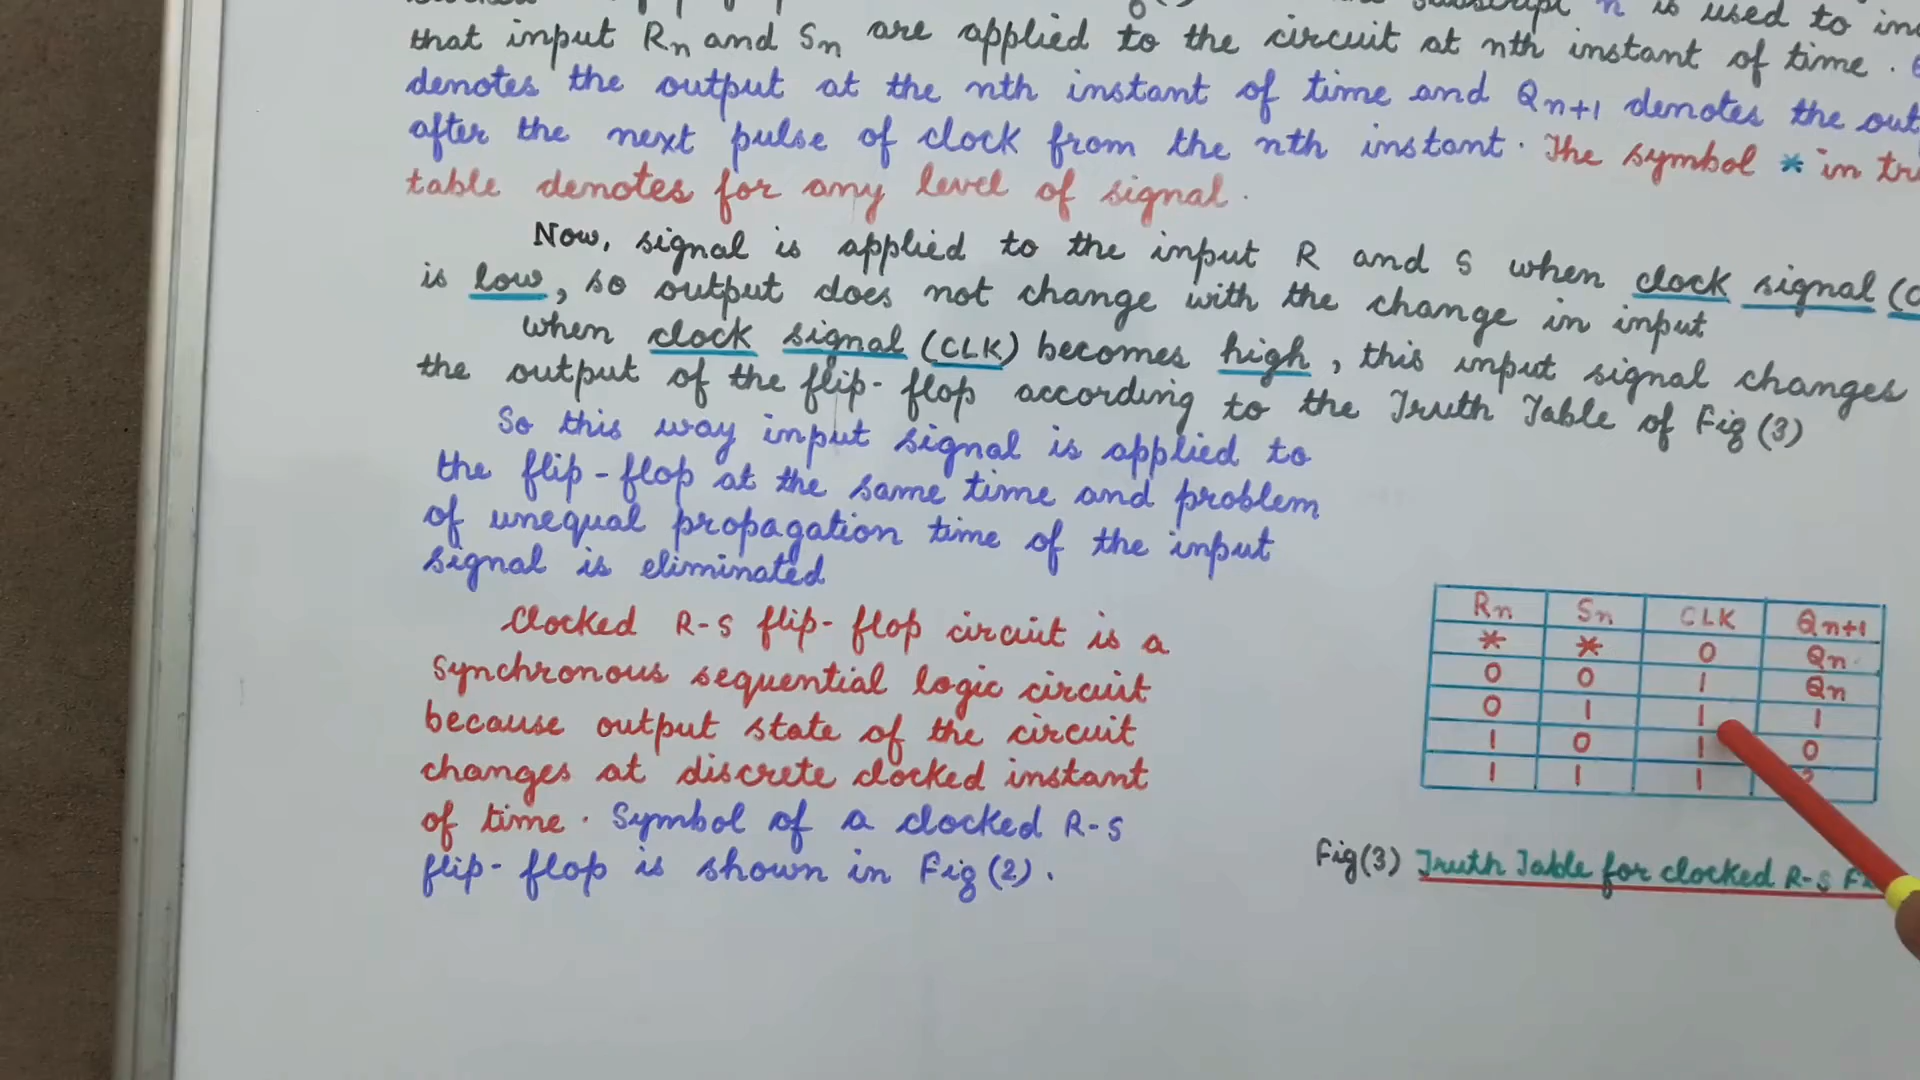 n is used to
that input Rn and Sn are applied to the circuit at nth instant of time.
denotes the output at the nth instant of time and Qn+1 denotes the
after the next pulse of clock from the nth instant. The symbol * in
table denotes for any level of signal.
Now, signal is applied to the input R and S when clock signal
is low, so output does not change with the change in input
when clock signal (CLK) becomes high, this input signal changes
the output of the flip-flop according to the Truth Table of Fig (3)
So this way input signal is applied to
the flip-flop at the same time and problem
of unequal propagation time of the input
signal is eliminated
Clocked R-S flip-flop circuit is a
synchronous sequential logic circuit
because output state of the circuit
changes at discrete clocked instant
of time. Symbol of a clocked R-S
flip-flop is shown in Fig (2).
Rn Sn CLK Qn+1
* * 0 Qn
0 0 1 Qn
0 1 1 1
1 0 1 0
1 1 1
Fig(3) Truth Table for clocked R-S